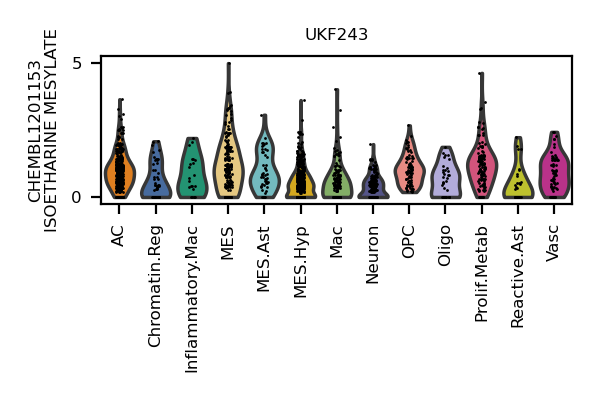 UKF243
CHEMBL1201153
ISOETHARINE MESYLATE
5
0
AC
Chromatin.Reg
Inflammatory.Mac
MES
MES.Ast
MES.Hyp
Mac
Neuron
OPC
Oligo
Prolif.Metab
Reactive.Ast
Vasc